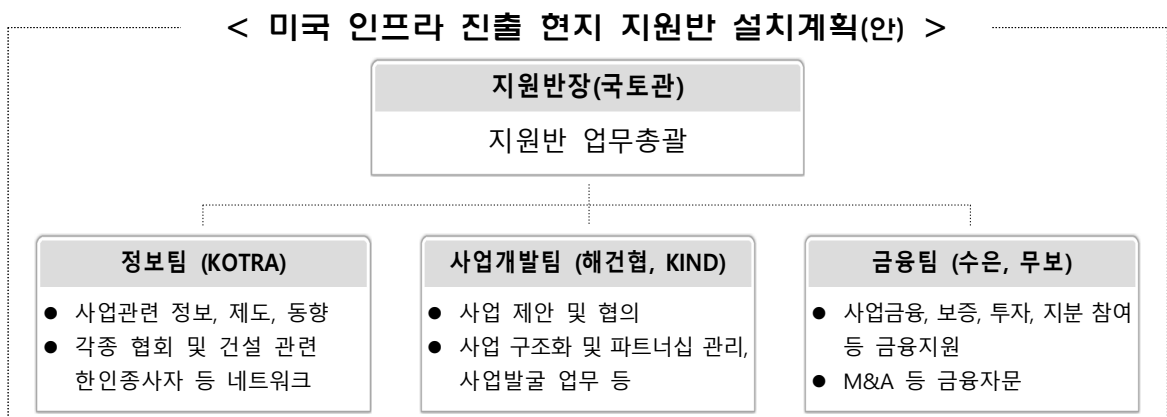 < 미국 인프라 진출 현지 지원반 설치계획(안) >
지원반장(국토관)
지원반 업무총괄
정보팀 (KOTRA)
● 사업관련 정보, 제도, 동향
● 각종 협회 및 건설 관련
한인종사자 등 네트워크
사업개발팀 (해건협, KIND)
● 사업 제안 및 협의
● 사업 구조화 및 파트너십 관리,
사업발굴 업무 등
금융팀 (수은, 무보)
● 사업금융, 보증, 투자, 지분 참여
등 금융지원
● M&A 등 금융자문